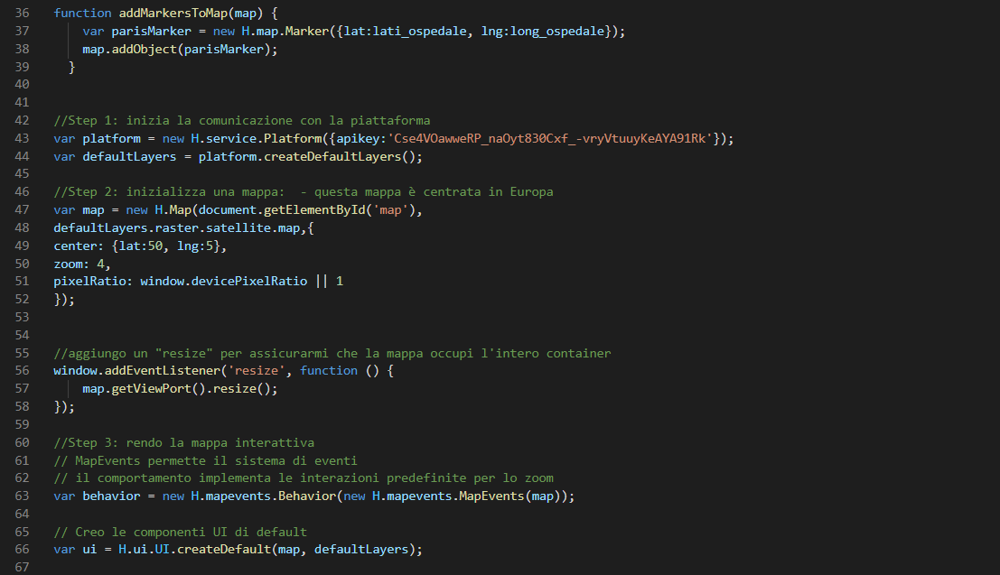 36 function addMarkersToMap(map) {
37 var parisMarker = new H.map.Marker({lat:lati_ospedale, lng:long_ospedale});
38 map.addObject(parisMarker);
39 }
40
41
42 //Step 1: inizia la comunicazione con la piattaforma
43 var platform = new H.service.Platform({apikey:'Cse4VOawweRP_naOyt830Cxf_-vryVtuuyKeAYA91Rk'});
44 var defaultLayers = platform.createDefaultLayers();
45
46 //Step 2: inizializza una mappa:  - questa mappa è centrata in Europa
47 var map = new H.Map(document.getElementById('map'),
48 defaultLayers.raster.satellite.map,{
49 center: {lat:50, lng:5},
50 zoom: 4,
51 pixelRatio: window.devicePixelRatio || 1
52 });
53
54
55 //aggiungo un "resize" per assicurarmi che la mappa occupi l'intero container
56 window.addEventListener('resize', function () {
57 map.getViewPort().resize();
58 });
59
60 //Step 3: rendo la mappa interattiva
61 // MapEvents permette il sistema di eventi
62 // il comportamento implementa le interazioni predefinite per lo zoom
63 var behavior = new H.mapevents.Behavior(new H.mapevents.MapEvents(map));
64
65 // Creo le componenti UI di default
66 var ui = H.ui.UI.createDefault(map, defaultLayers);
67